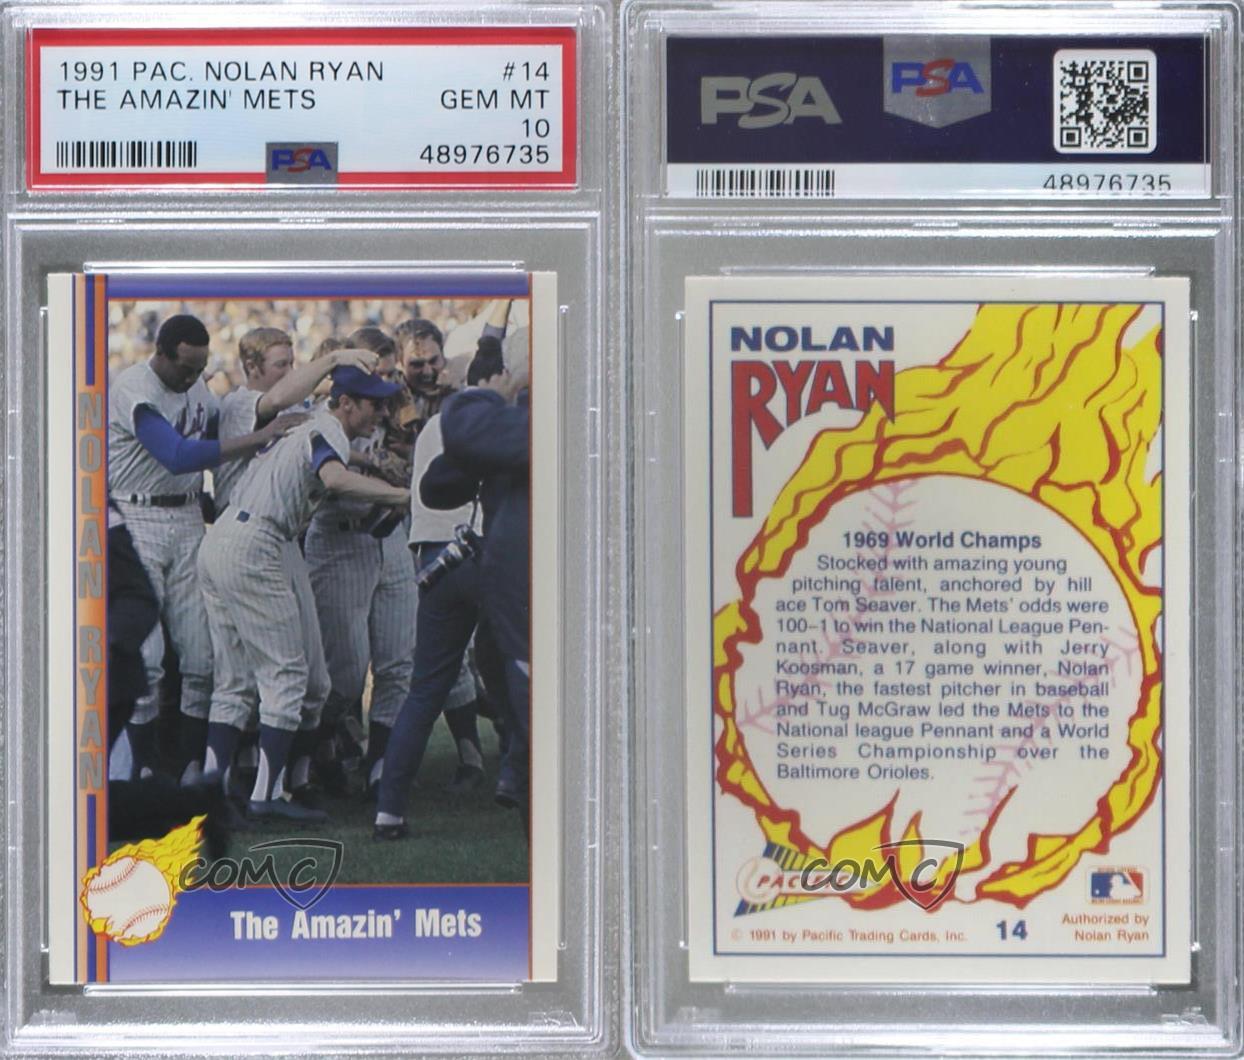 1991 PAC. NOLAN RYAN #14
THE AMAZIN' METS GEM MT
10
PSA 48976735
PSA PSA
48976735
NOLAN RYAN
Mets
COMC
The Amazin' Mets
NOLAN
RYAN
1969 World Champs
Stocked with amazing young
pitching talent, anchored by hill
ace Tom Seaver. The Mets' odds were
100–1 to win the National League Pen-
nant. Seaver, along with Jerry
Koosman, a 17 game winner, Nolan
Ryan, the fastest pitcher in baseball
and Tug McGraw led the Mets to the
National league Pennant and a World
Series Championship over the
Baltimore Orioles.
COMC
© 1991 by Pacific Trading Cards, Inc. 14 Authorized by
Nolan Ryan